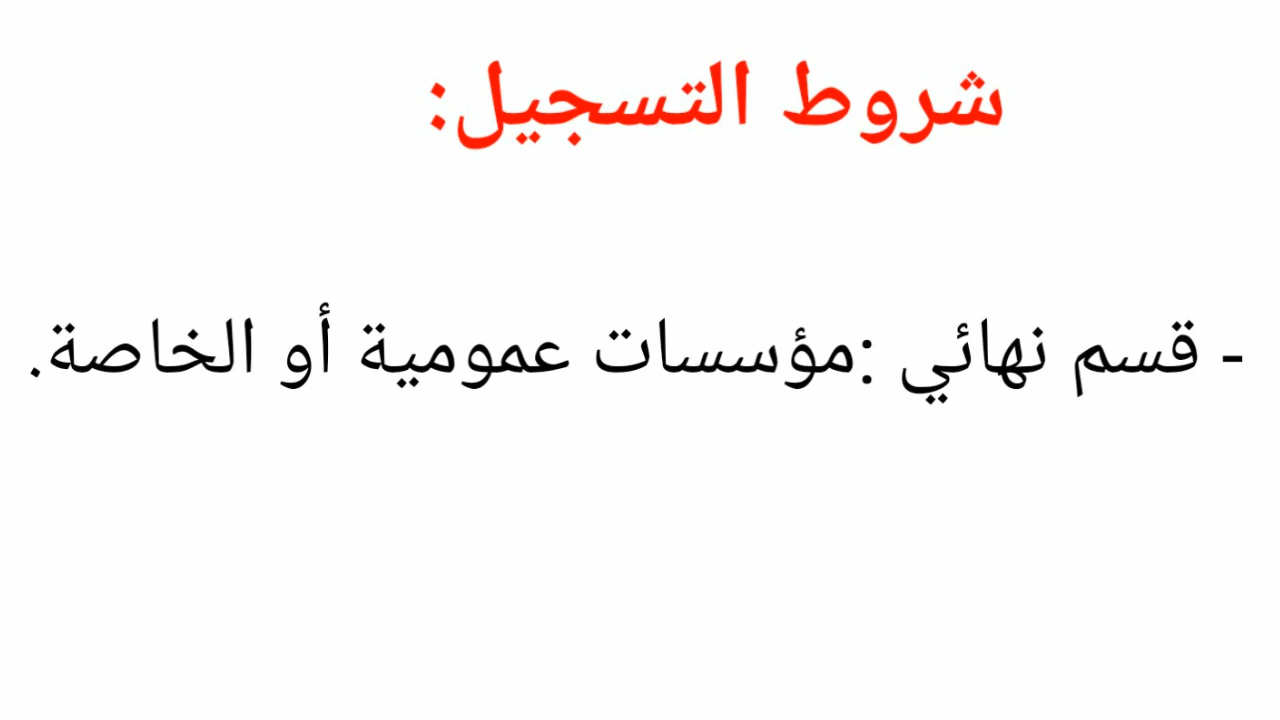 شروط التسجيل:
- قسم نهائي :مؤسسات عمومية أو الخاصة.